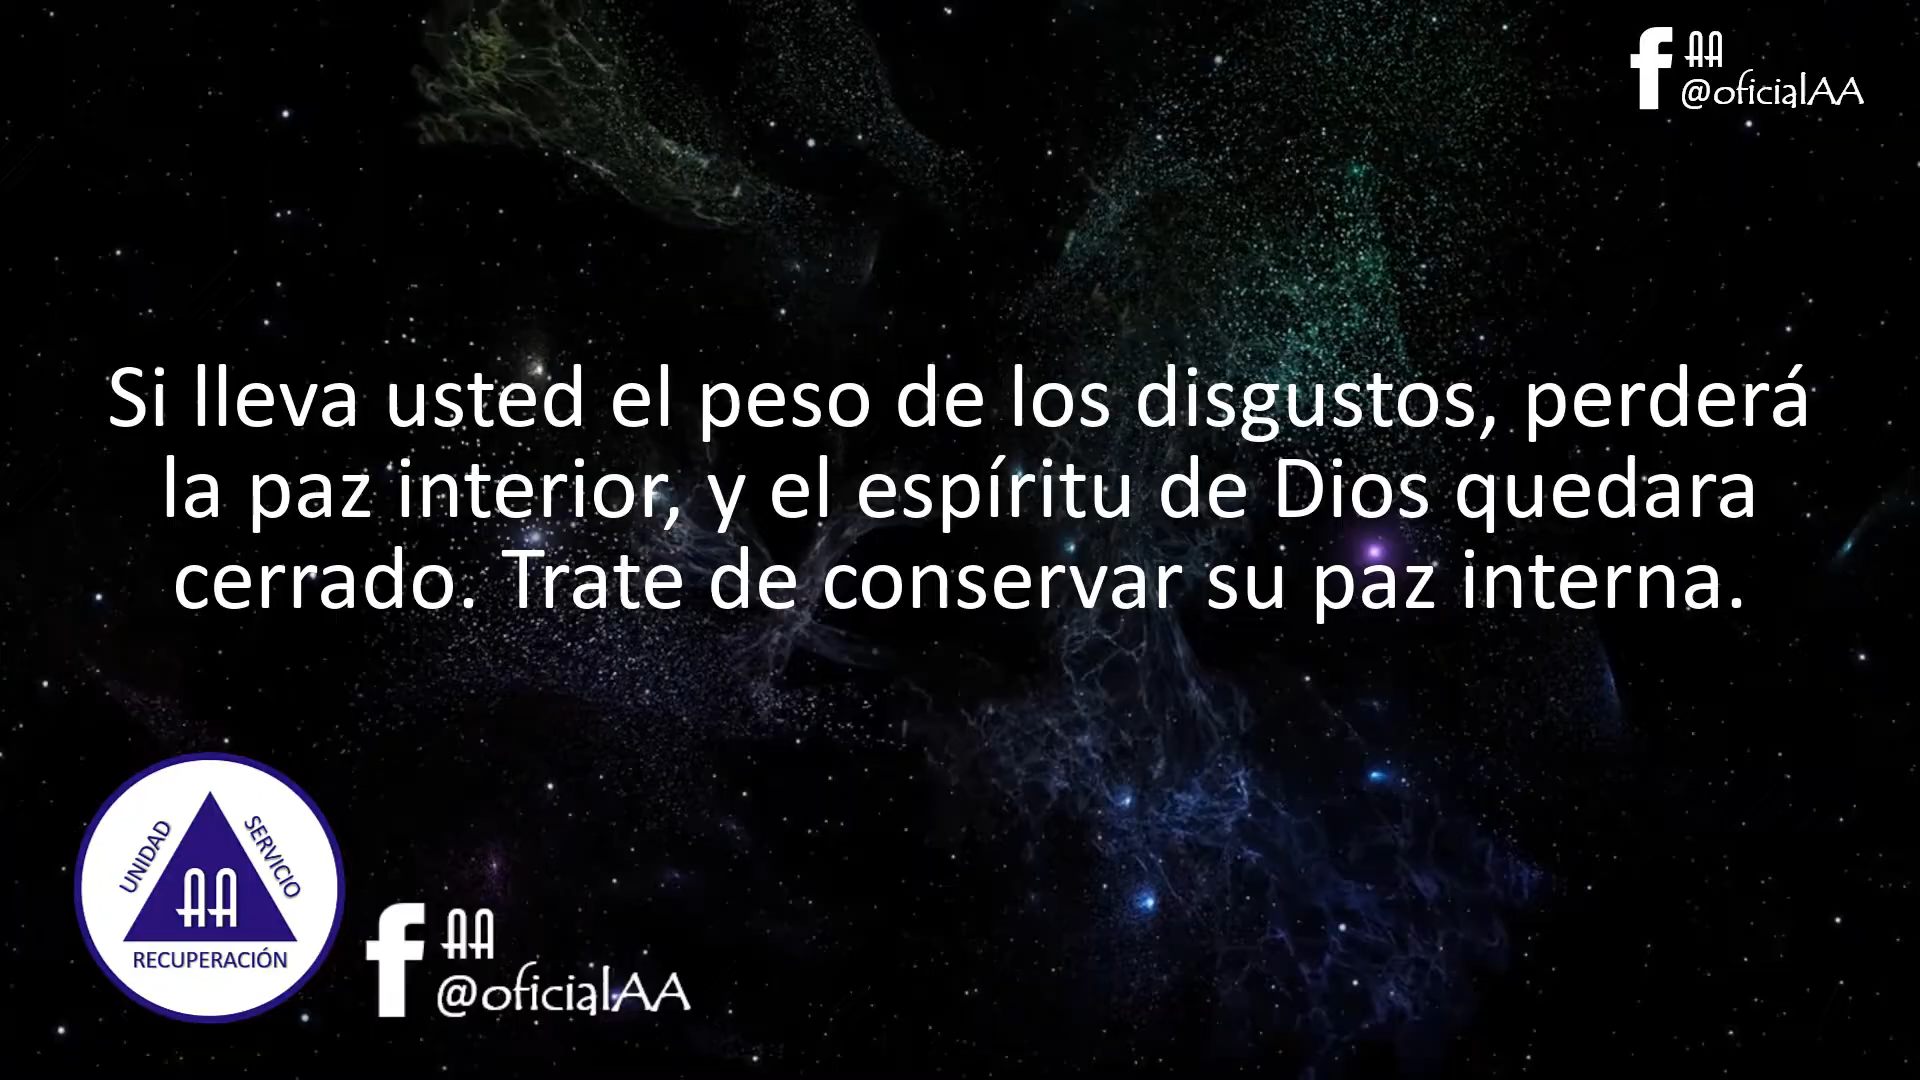 AA
@oficialAA
Si lleva usted el peso de los disgustos, perderá
la paz interior, y el espíritu de Dios quedara
cerrado. Trate de conservar su paz interna.
UNIDAD
SERVICIO
AA
RECUPERACIÓN
AA
@oficialAA